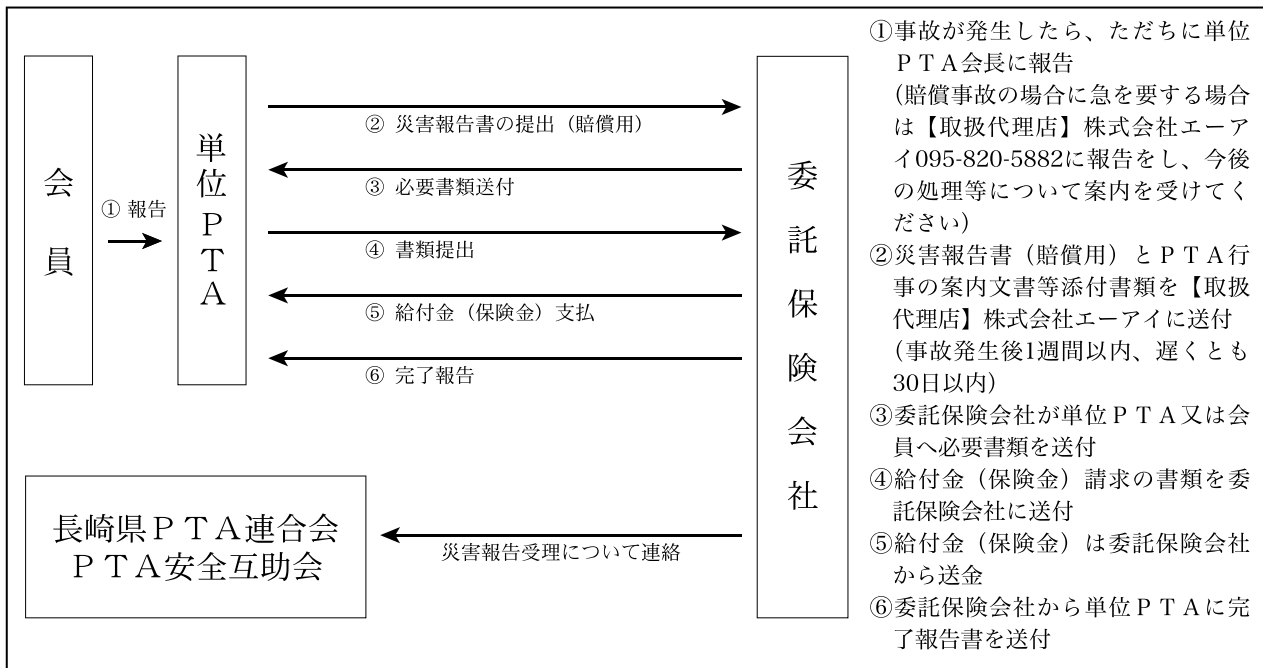 会員
① 報告
単位PTA
② 災害報告書の提出（賠償用）
③ 必要書類送付
④ 書類提出
⑤ 給付金（保険金）支払
⑥ 完了報告
委託保険会社
長崎県ＰＴＡ連合会
ＰＴＡ安全互助会
災害報告受理について連絡
①事故が発生したら、ただちに単位
ＰＴＡ会長に報告
(賠償事故の場合に急を要する場合
は【取扱代理店】株式会社エーア
イ095-820-5882に報告をし、今後
の処理等について案内を受けてく
ださい)
②災害報告書（賠償用）とＰＴＡ行
事の案内文書等添付書類を【取扱
代理店】株式会社エーアイに送付
(事故発生後1週間以内、遅くとも
30日以内)
③委託保険会社が単位ＰＴＡ又は会
員へ必要書類を送付
④給付金（保険金）請求の書類を委
託保険会社に送付
⑤給付金（保険金）は委託保険会社
から送金
⑥委託保険会社から単位ＰＴＡに完
了報告書を送付